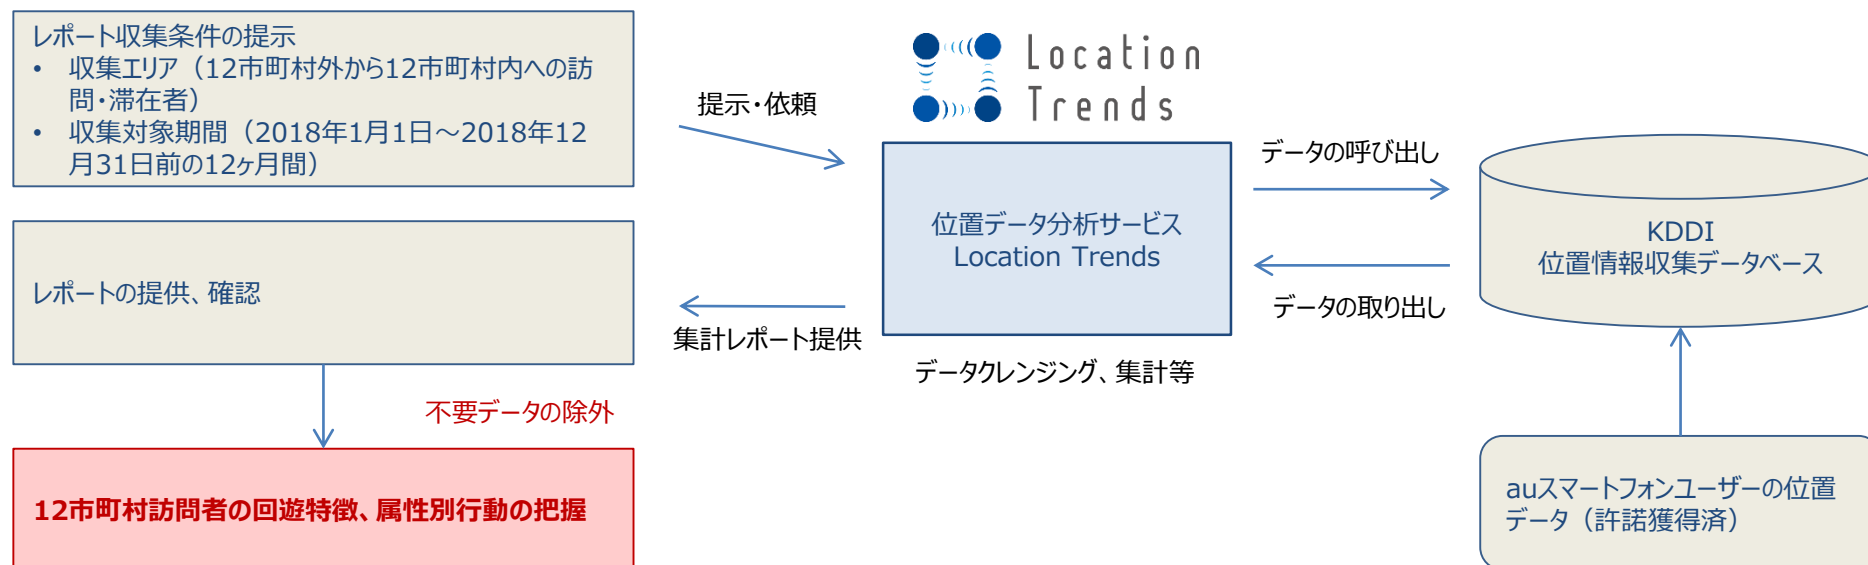 レポート収集条件の提示
• 収集エリア（12市町村外から12市町村内への訪
問・滞在者）
• 収集対象期間（2018年1月1日～2018年12
月31日前の12ヶ月間）
提示・依頼
Location
Trends
データの呼び出し
位置データ分析サービス
Location Trends
KDDI
位置情報収集データベース
データの取り出し
レポートの提供、確認
集計レポート提供
データクレンジング、集計等
不要データの除外
12市町村訪問者の回遊特徴、属性別行動の把握
auスマートフォンユーザーの位置
データ（許諾獲得済）